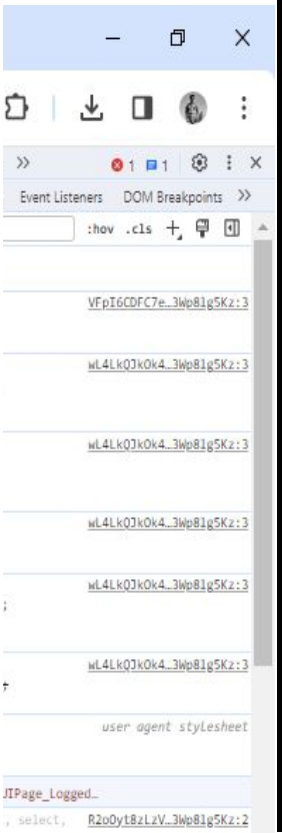 » 1 1
Event Listeners DOM Breakpoints »
:hov .cls
VFpI6CDFC7e…3Wp8lg5Kz:3
wL4LkQJkOk4…3Wp8lg5Kz:3
wL4LkQJkOk4…3Wp8lg5Kz:3
wL4LkQJkOk4…3Wp8lg5Kz:3
wL4LkQJkOk4…3Wp8lg5Kz:3
;
wL4LkQJkOk4…3Wp8lg5Kz:3
user agent stylesheet
UIPage_Logged…
, select, R2oOyt8zLzV…3Wp8lg5Kz:2